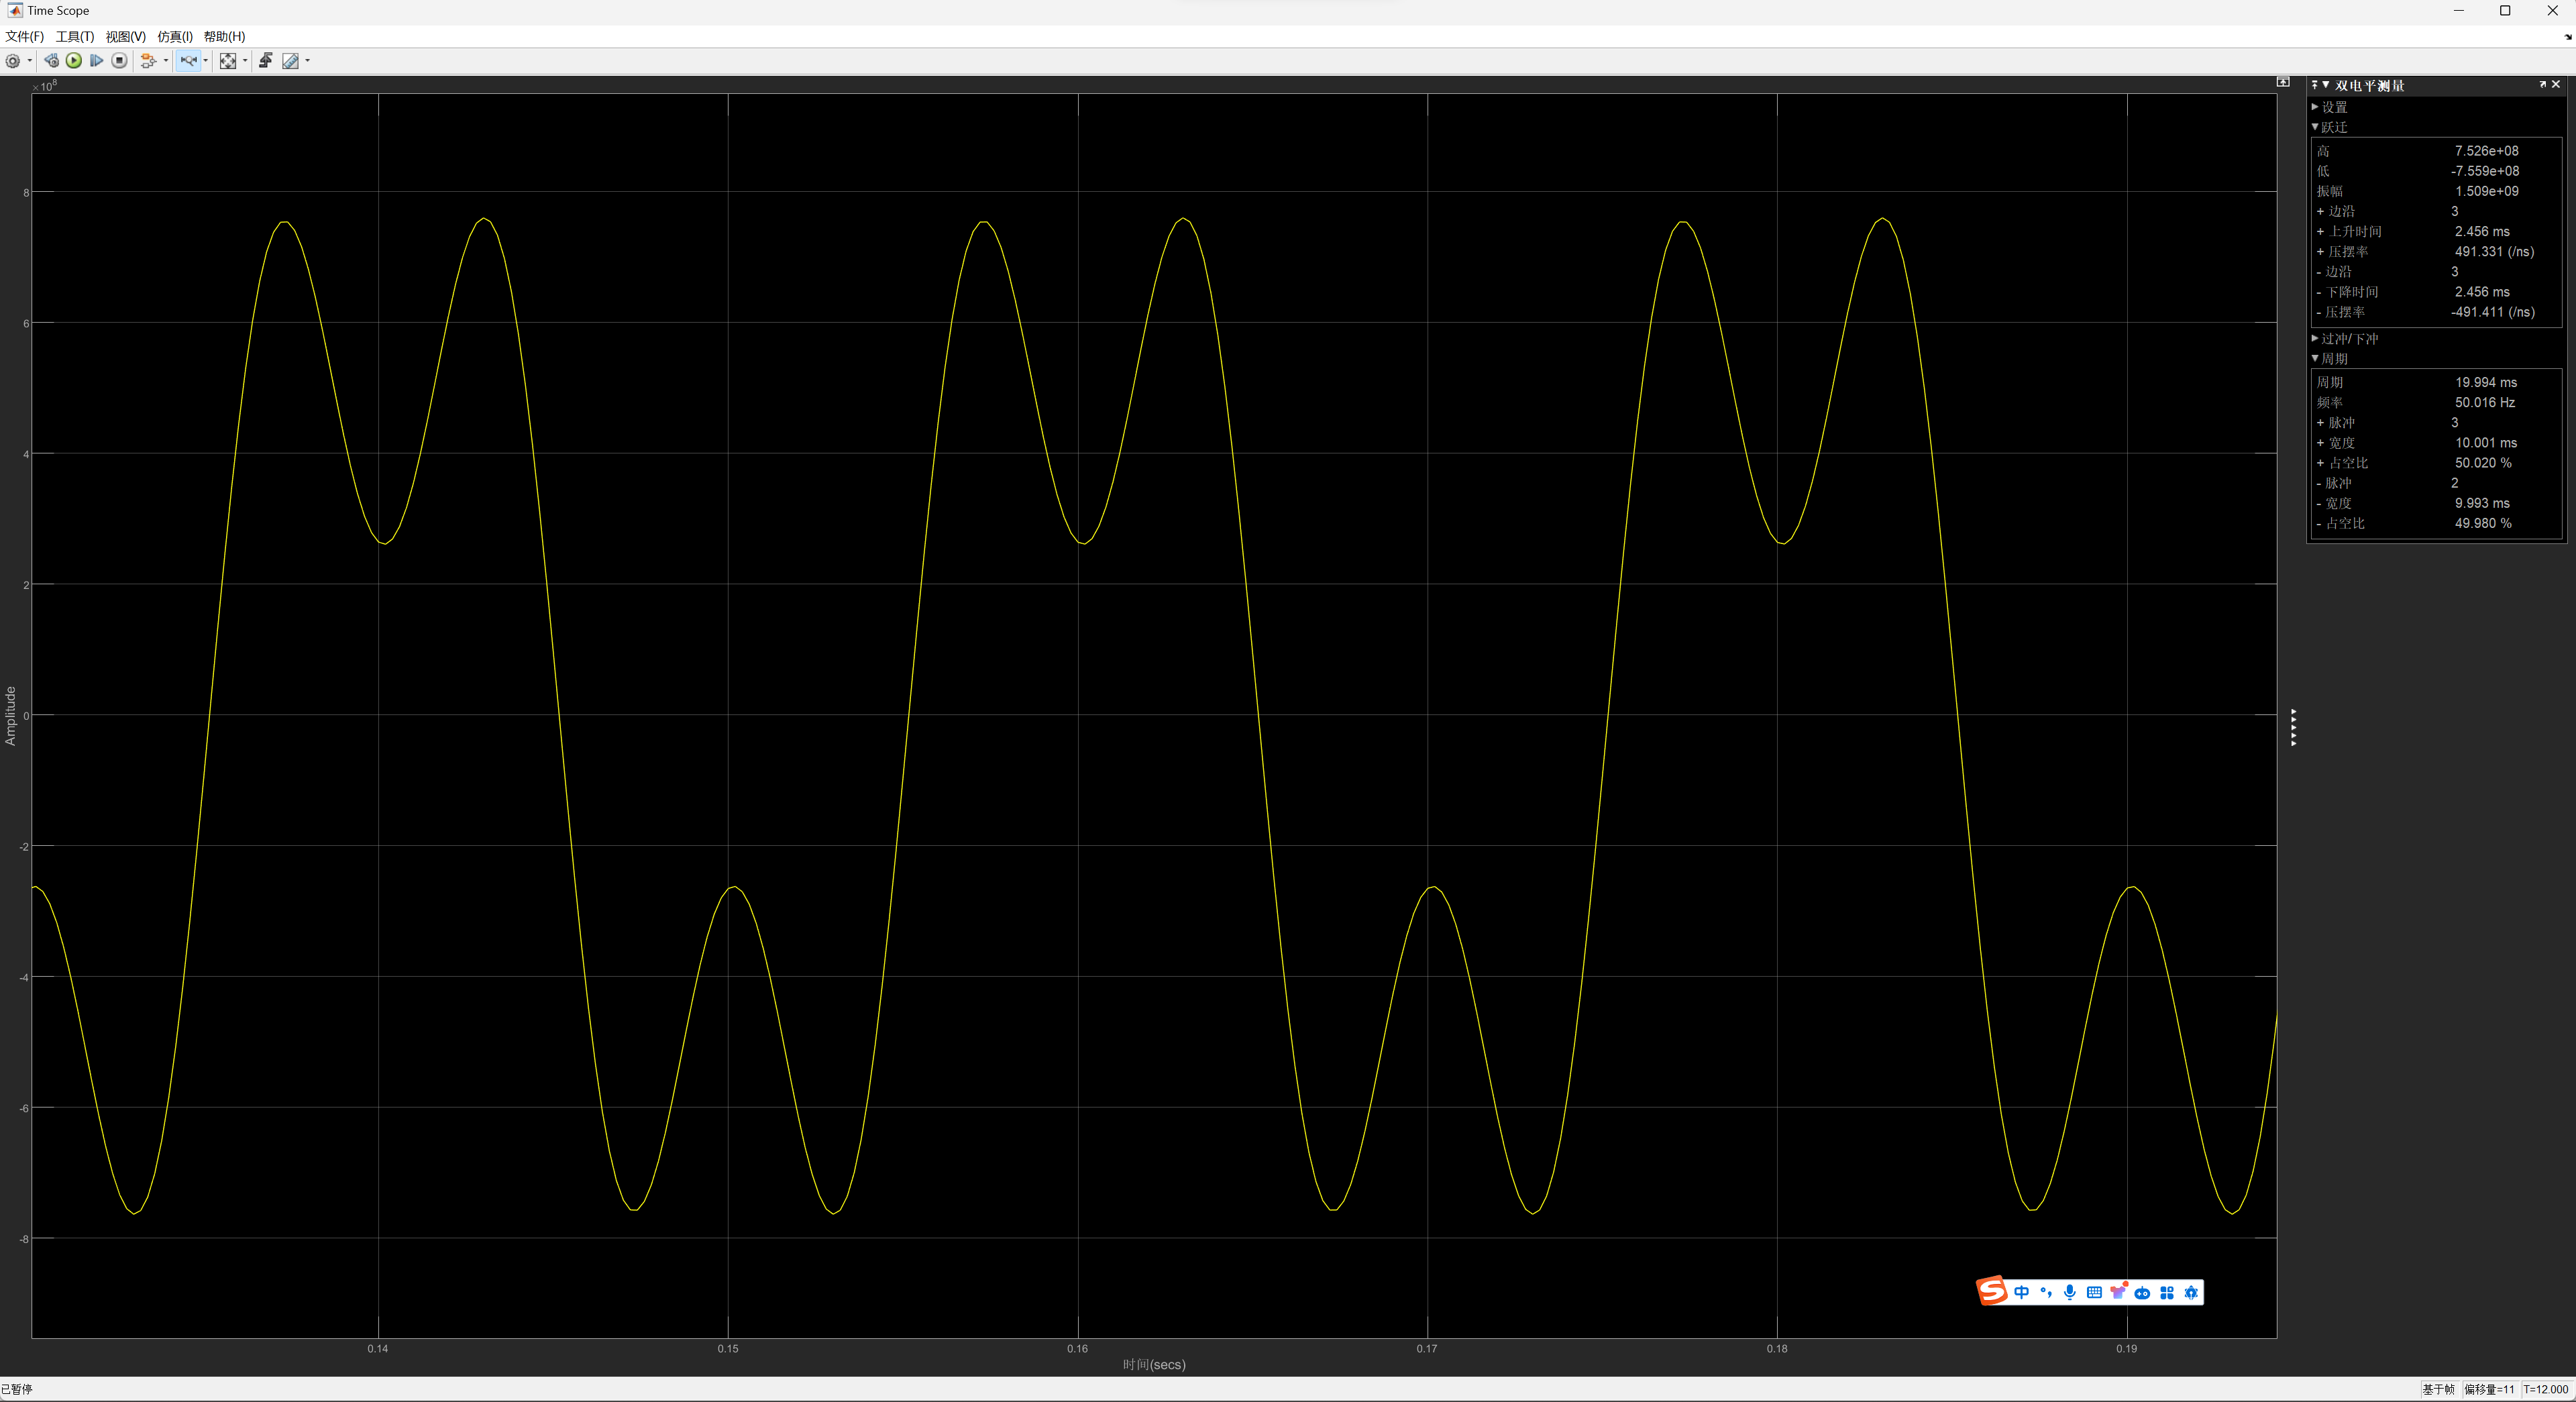 Time Scope
文件(F) 工具(T) 视图(V) 仿真(I) 帮助(H)
×10⁸
8
6
4
2
0
-2
-4
-6
-8
Amplitude
0.14 0.15 0.16 0.17 0.18 0.19
时间(secs)
双电平测量
设置
跃迁
高 7.526e+08
低 -7.559e+08
振幅 1.509e+09
+ 边沿 3
+ 上升时间 2.456 ms
+ 压摆率 491.331 (/ns)
- 边沿 3
- 下降时间 2.456 ms
- 压摆率 -491.411 (/ns)
过冲/下冲
周期
周期 19.994 ms
频率 50.016 Hz
+ 脉冲 3
+ 宽度 10.001 ms
+ 占空比 50.020 %
- 脉冲 2
- 宽度 9.993 ms
- 占空比 49.980 %
S 中
已暂停
基于帧 偏移量=11 T=12.000